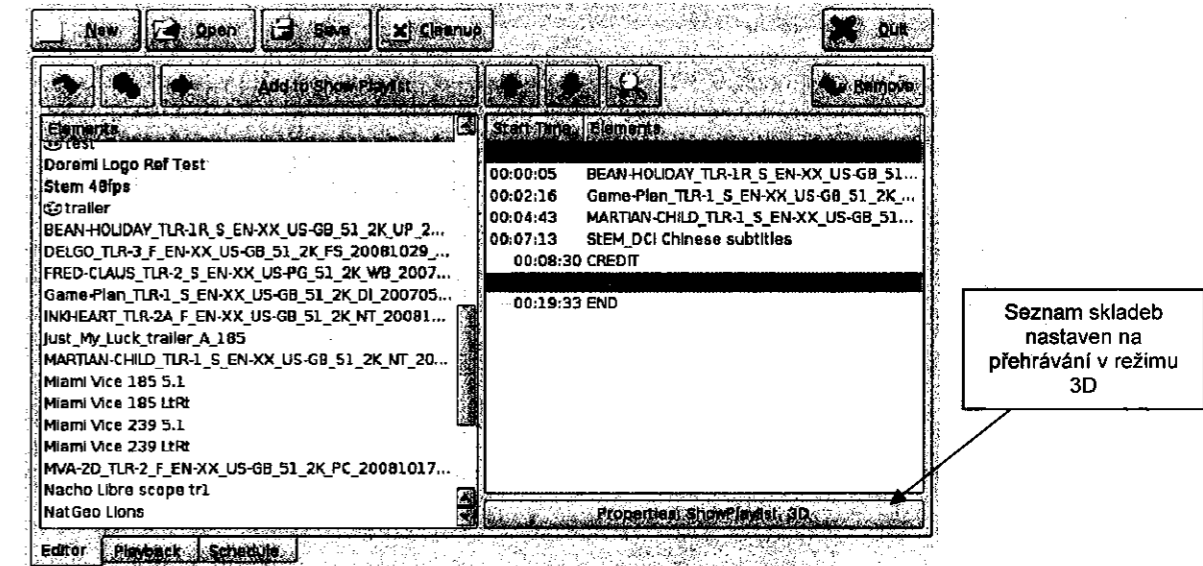 New Open Save Cleanup Quit
Add to Show Playlist Remove
Elements
test
Doremi Logo Ref Test
Stem 48fps
trailer
BEAN-HOLIDAY_TLR-1R_S_EN-XX_US-GB_51_2K_UP_2...
DELGO_TLR-3_F_EN-XX_US-GB_51_2K_FS_20081029_...
FRED-CLAUS_TLR-2_S_EN-XX_US-PG_51_2K_WB_2007...
Game-Plan_TLR-1_S_EN-XX_US-GB_51_2K_DI_200705...
INKHEART_TLR-2A_F_EN-XX_US-GB_51_2K_NT_20081...
Just_My_Luck_trailer_A_185
MARTIAN-CHILD_TLR-1_S_EN-XX_US-GB_51_2K_NT_20...
Miami Vice 185 5.1
Miami Vice 185 LtRt
Miami Vice 239 5.1
Miami Vice 239 LtRt
MVA-2D_TLR-2_F_EN-XX_US-GB_51_2K_PC_20081017...
Nacho Libre scope tr1
NatGeo Lions
Start Time Elements
00:00:05 BEAN-HOLIDAY_TLR-1R_S_EN-XX_US-GB_51...
00:02:16 Game-Plan_TLR-1_S_EN-XX_US-GB_51_2K_...
00:04:43 MARTIAN-CHILD_TLR-1_S_EN-XX_US-GB_51...
00:07:13 StEM_DCI Chinese subtitles
00:08:30 CREDIT
00:19:33 END
Properties: ShowPlaylist, 3D
Editor Playback Schedule
Seznam skladeb
nastaven na
přehrávání v režimu
3D